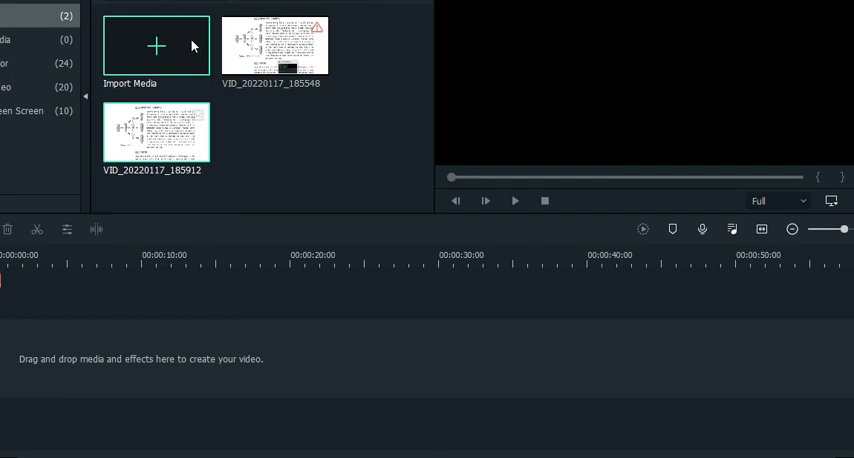 (2)
dia (0)
or (24)
eo (20)
een Screen (10)
Import Media
VID_20220117_185548
VID_20220117_185912
{ }
Full
0:00:00:00 00:00:10:00 00:00:20:00 00:00:30:00 00:00:40:00 00:00:50:00
Drag and drop media and effects here to create your video.